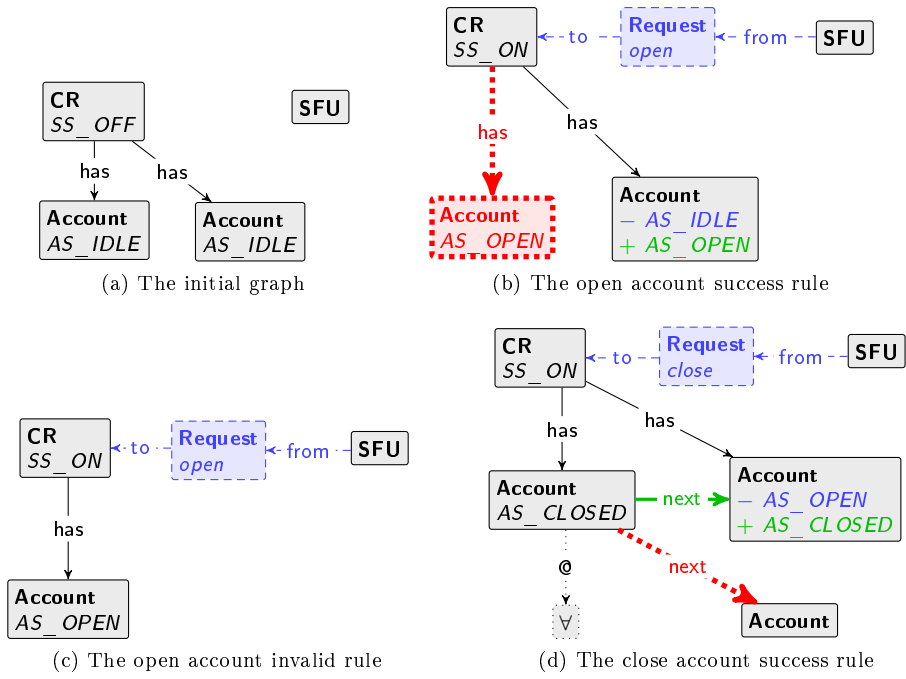 CR
SS_OFF
SFU
has
has
Account
AS_IDLE
Account
AS_IDLE
(a) The initial graph
CR
SS_ON
to
Request
open
from
SFU
has
has
Account
AS_OPEN
Account
− AS_IDLE
+ AS_OPEN
(b) The open account success rule
CR
SS_ON
to
Request
open
from
SFU
has
Account
AS_OPEN
(c) The open account invalid rule
CR
SS_ON
to
Request
close
from
SFU
has
has
Account
AS_CLOSED
next
Account
− AS_OPEN
+ AS_CLOSED
@
next
∀
Account
(d) The close account success rule